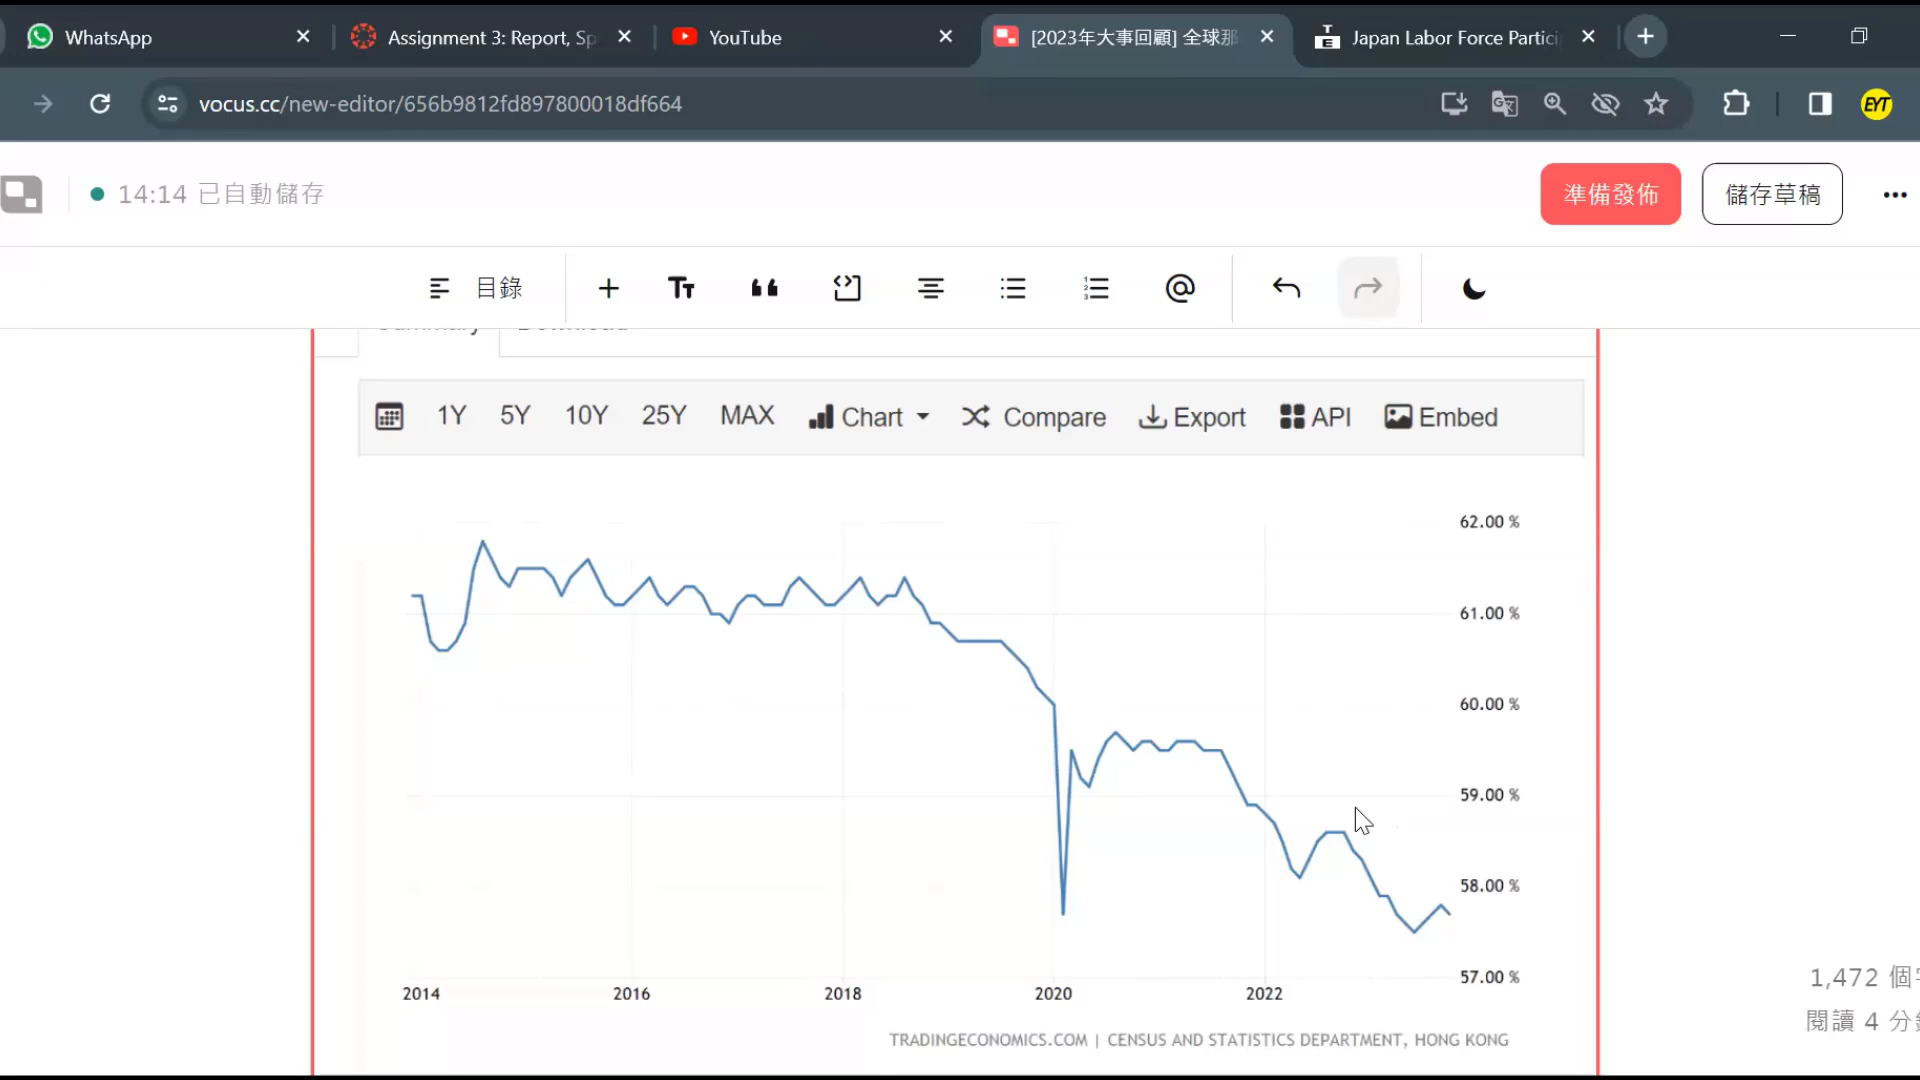 WhatsApp
Assignment 3: Report, Sp
YouTube
[2023年大事回顧] 全球那
Japan Labor Force Partici
vocus.cc/new-editor/656b9812fd897800018df664
EYT
14:14 已自動儲存
準備發佈
儲存草稿
目錄
Summary
Download
1Y 5Y 10Y 25Y MAX Chart Compare Export API Embed
62.00 %
61.00 %
60.00 %
59.00 %
58.00 %
57.00 %
2014 2016 2018 2020 2022
TRADINGECONOMICS.COM | CENSUS AND STATISTICS DEPARTMENT, HONG KONG
1,472 個
閱讀 4 分